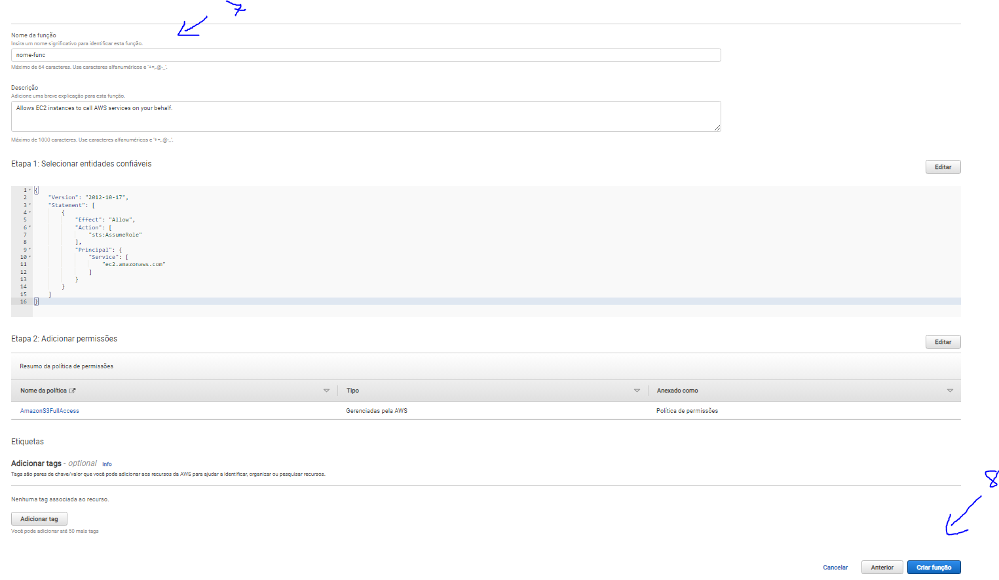 7
Nome da função
Insira um nome significativo para identificar esta função.
nome-func
Máximo de 64 caracteres. Use caracteres alfanuméricos e '+=,.@-_'.
Descrição
Adicione uma breve explicação para esta função.
Allows EC2 instances to call AWS services on your behalf.
Máximo de 1000 caracteres. Use caracteres alfanuméricos e '+=,.@-_'.
Etapa 1: Selecionar entidades confiáveis
Editar
1 {
2 "Version": "2012-10-17",
3 "Statement": [
4 {
5 "Effect": "Allow",
6 "Action": [
7 "sts:AssumeRole"
8 ],
9 "Principal": {
10 "Service": [
11 "ec2.amazonaws.com"
12 ]
13 }
14 }
15 ]
16 }
Etapa 2: Adicionar permissões
Editar
Resumo da política de permissões
Nome da política Tipo Anexado como
AmazonS3FullAccess Gerenciadas pela AWS Política de permissões
Etiquetas
Adicionar tags - optional Info
Tags são pares de chave/valor que você pode adicionar aos recursos da AWS para ajudar a identificar, organizar ou pesquisar recursos.
8
Nenhuma tag associada ao recurso.
Adicionar tag
Você pode adicionar até 50 mais tags
Cancelar Anterior Criar função